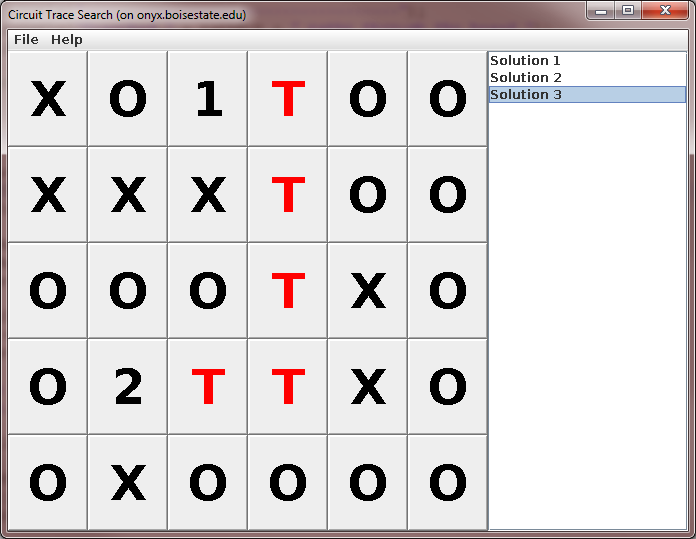 Circuit Trace Search (on onyx.boisestate.edu)
File Help
X O 1 T O O
X X X T O O
O O O T X O
O 2 T T X O
O X O O O O
Solution 1
Solution 2
Solution 3